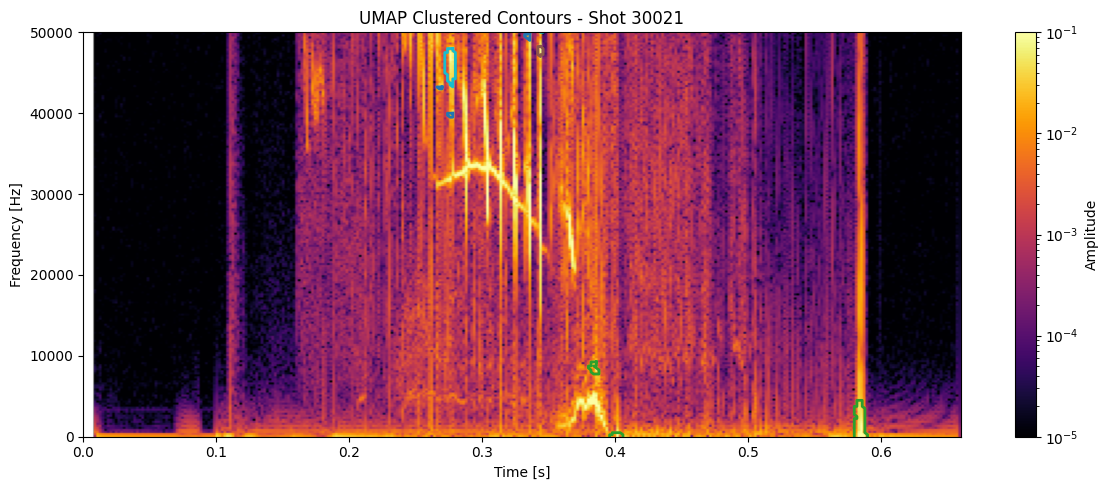 UMAP Clustered Contours - Shot 30021
50000
40000
30000
20000
10000
0
Frequency [Hz]
0.0 0.1 0.2 0.3 0.4 0.5 0.6
Time [s]
10⁻¹
10⁻²
10⁻³
10⁻⁴
10⁻⁵
Amplitude